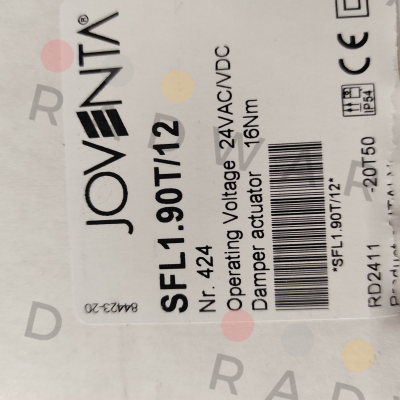 JOVENTA®
SFL1.90T/12
Nr. 424
Operating Voltage 24VAC/VDC
Damper actuator 16Nm
*SFL1.90T/12*
RD2411 -20T50
CE
IP54
84423-20